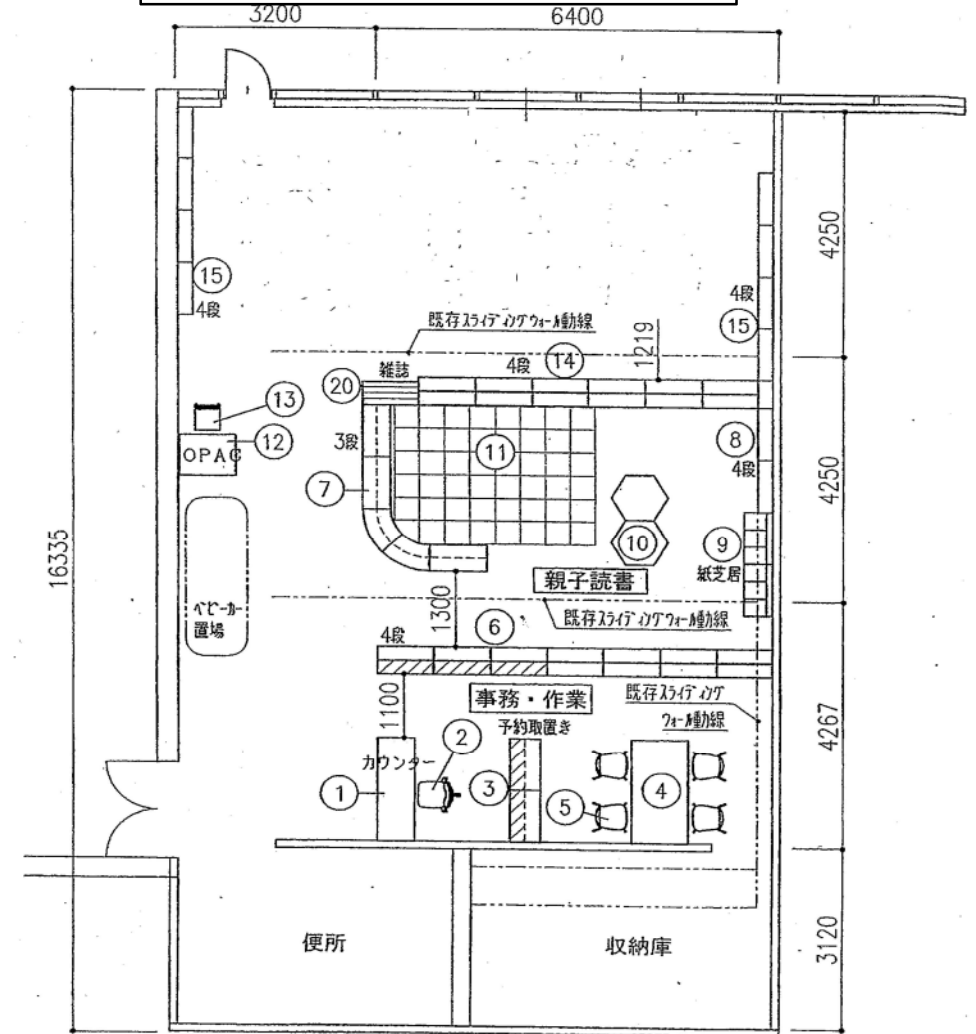 3200
6400
4250
15
4段
4段
15
既存スライディングウォール動線
1219
雑誌
4段
14
20
13
12
OPAC
3段
11
8
4段
4250
7
10
9
紙芝居
16335
ベビーカー
置場
親子読書
1300
既存スライディングウォール動線
4段
6
事務・作業
既存スライディング
ウォール動線
1100
予約取置き
カウンター
2
1
3
5
4
4267
便所
収納庫
3120